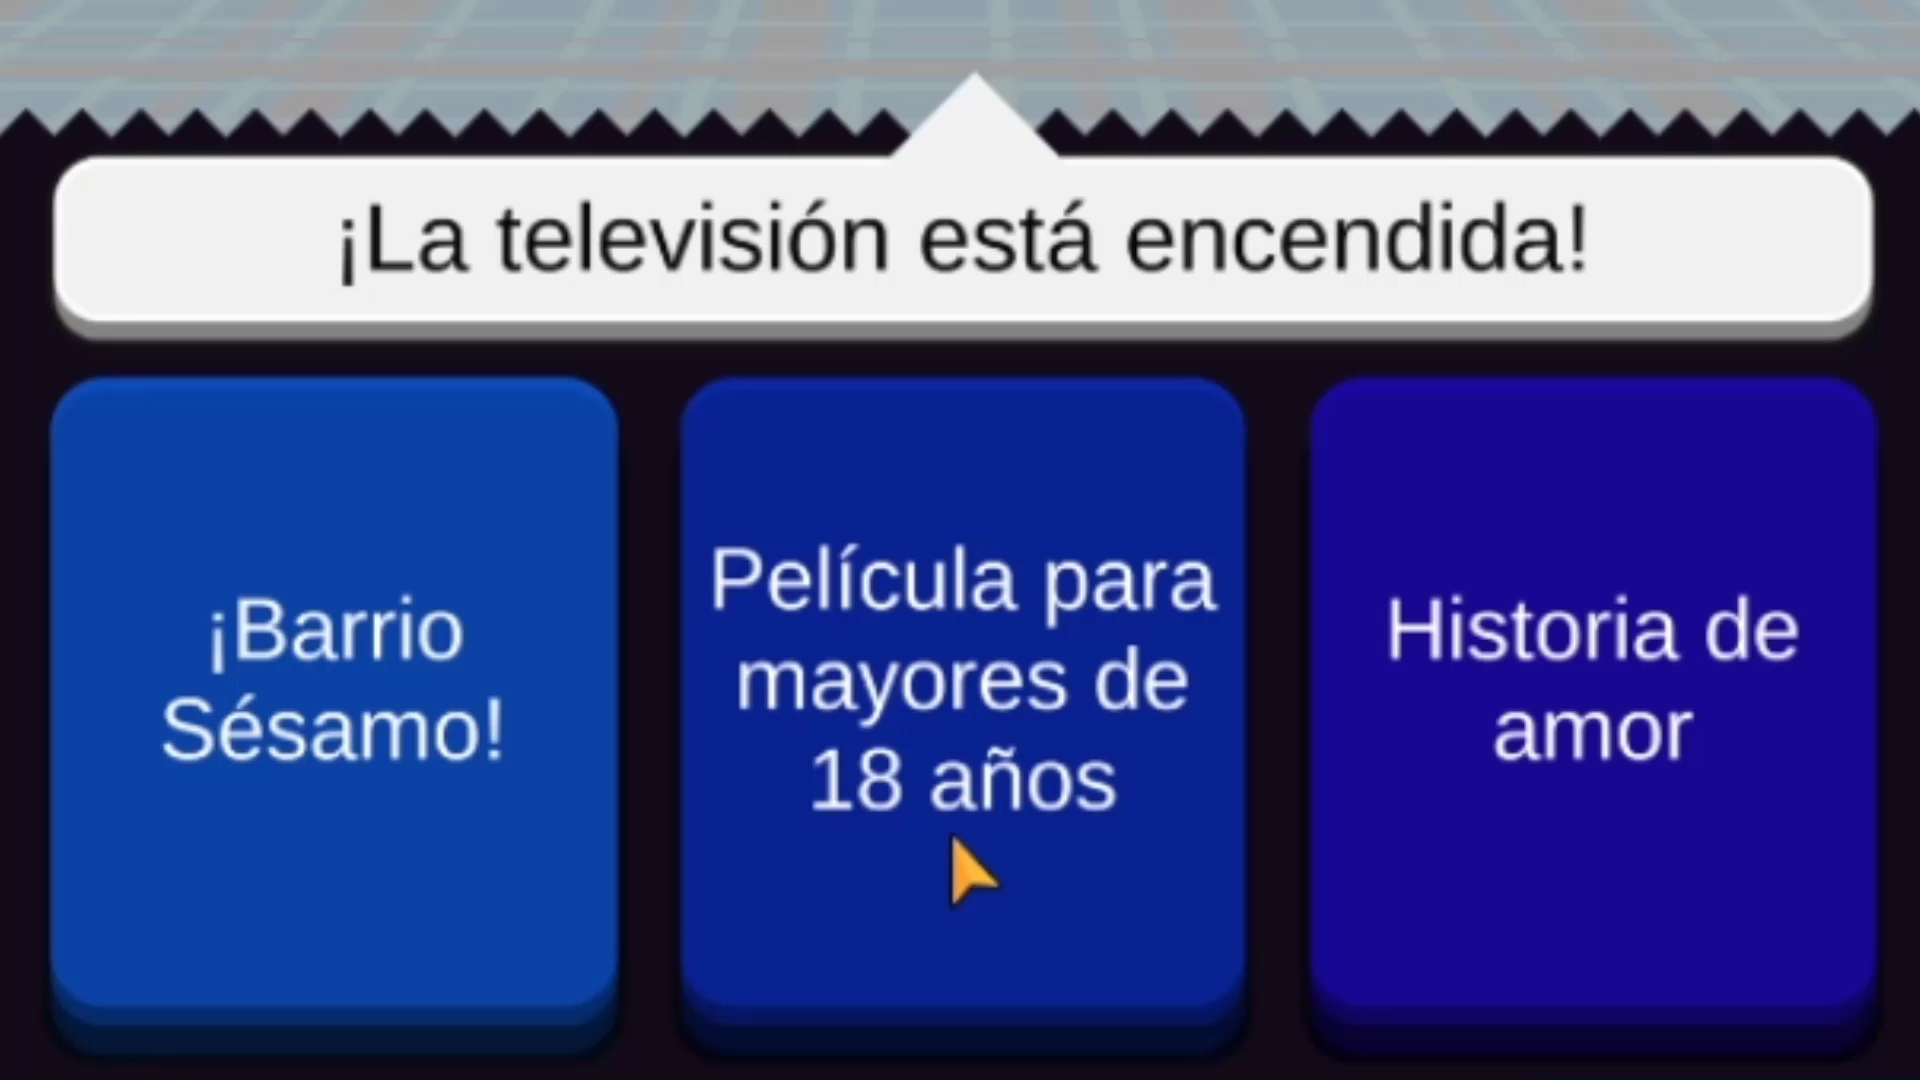 ¡La televisión está encendida!
¡Barrio
Sésamo!
Película para
mayores de
18 años
Historia de
amor